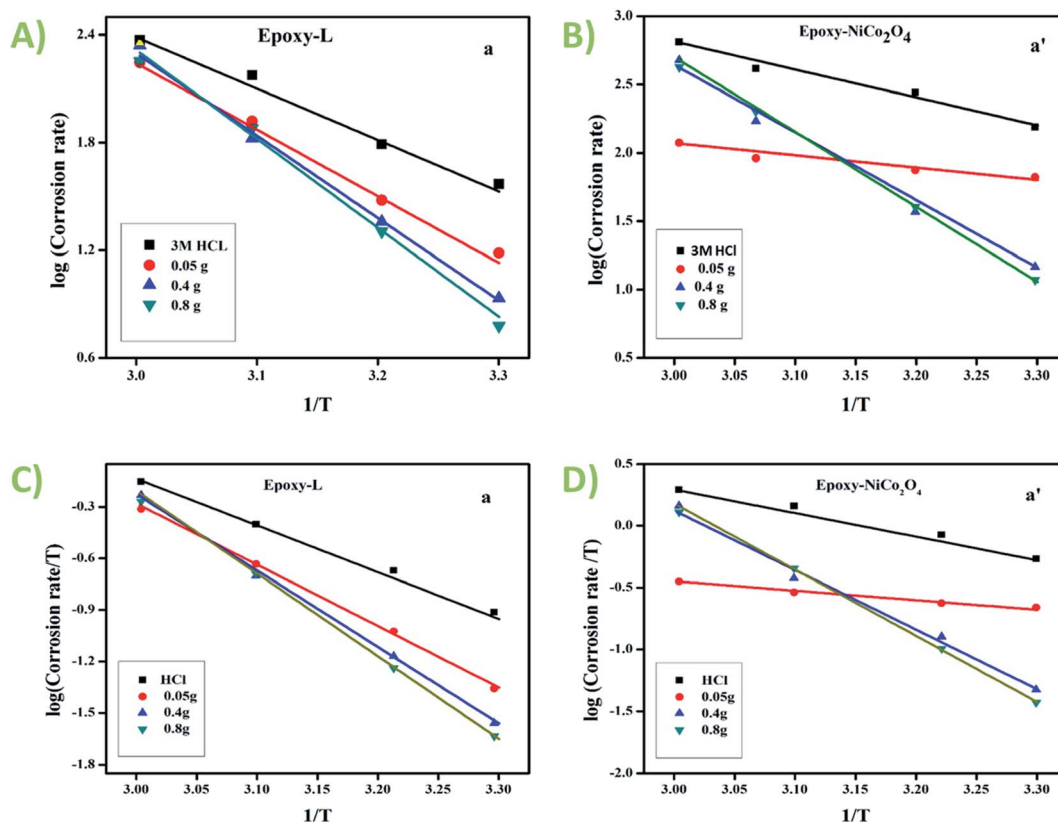 A)
Epoxy-L
a
log (Corrosion rate)
2.4
1.8
1.2
0.6
3M HCL
0.05 g
0.4 g
0.8 g
3.0
3.1
3.2
3.3
1/T
B)
Epoxy-NiCo₂O₄
a'
log(Corrosion rate)
3.0
2.5
2.0
1.5
1.0
0.5
3M HCl
0.05 g
0.4 g
0.8 g
3.00
3.05
3.10
3.15
3.20
3.25
3.30
1/T
C)
Epoxy-L
a
log(Corrosion rate/T)
-0.3
-0.6
-0.9
-1.2
-1.5
-1.8
HCl
0.05g
0.4g
0.8g
3.00
3.05
3.10
3.15
3.20
3.25
3.30
1/T
D)
Epoxy-NiCo₂O₄
a'
log (Corrosion rate /T)
0.5
0.0
-0.5
-1.0
-1.5
-2.0
HCl
0.05g
0.4g
0.8g
3.00
3.05
3.10
3.15
3.20
3.25
3.30
1/T